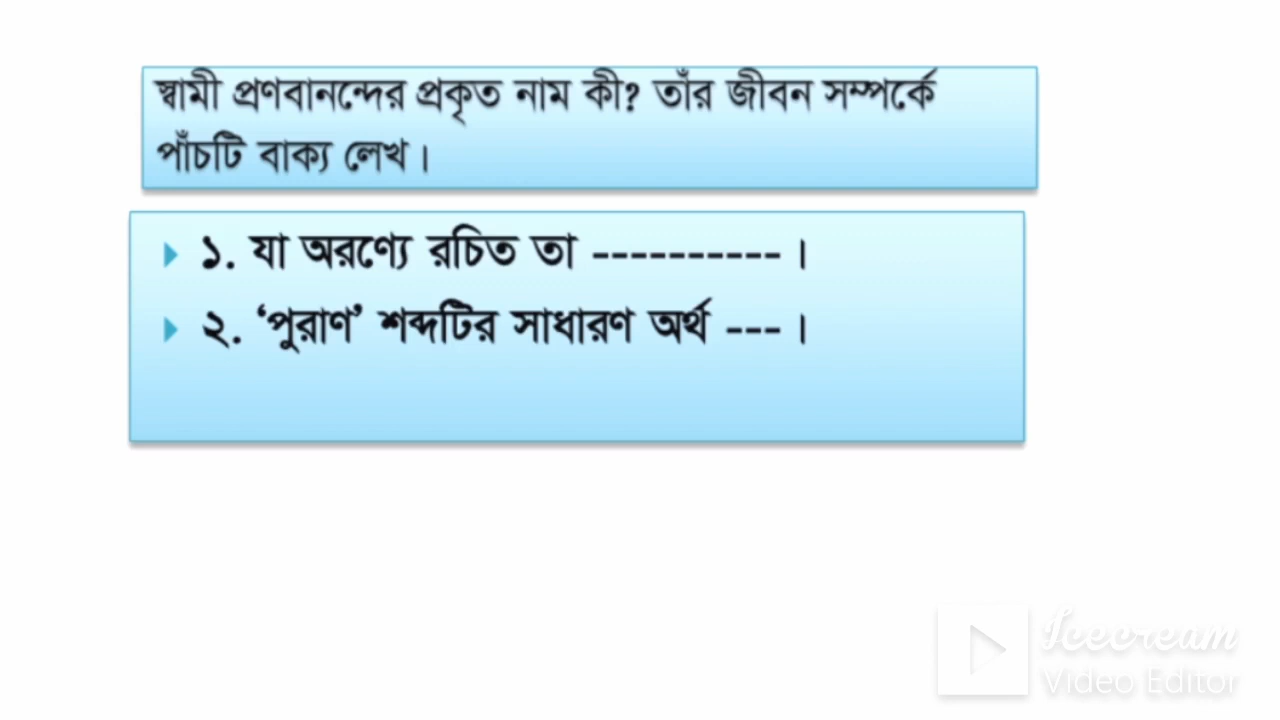 স্বামী প্রণবানন্দের প্রকৃত নাম কী? তাঁর জীবন সম্পর্কে
পাঁচটি বাক্য লেখ।
১. যা অরণ্যে রচিত তা ----------।
২. ‘পুরাণ’ শব্দটির সাধারণ অর্থ ---।
Icecream
Video Editor